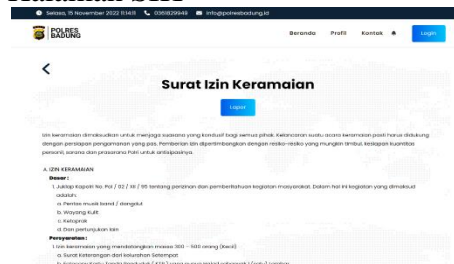 Selasa, 15 November 2022 11:14:11 0361829949 info@polresbadung.id
POLRES
BADUNG
Beranda Profil Kontak Login
Surat Izin Keramaian
Lapor
Izin keramaian dimaksudkan untuk menjaga suasana yang kondusif bagi semua pihak. Kelancaran suatu acara keramaian pasti harus didukung
dengan persiapan pengamanan yang pas. Pemberian izin dipertimbangkan dengan resiko-resiko yang mungkin timbul, kesiapan kuantitas
personil, sarana dan prasarana Polri untuk antisipasinya.
A. IZIN KERAMAIAN
Dasar :
1. Juklap Kapolri No. Pol / 02 / XII / 95 tentang perizinan dan pemberitahuan kegiatan masyarakat. Dalam hal ini kegiatan yang dimaksud
adalah:
a. Pentas musik band / dangdut
b. Wayang Kulit
c. Ketoprak
d. Dan pertunjukan lain
Persyaratan :
1. Izin keramaian yang mendatangkan massa 300 – 500 orang (Kecil)
a. Surat Keterangan dari kelurahan Setempat